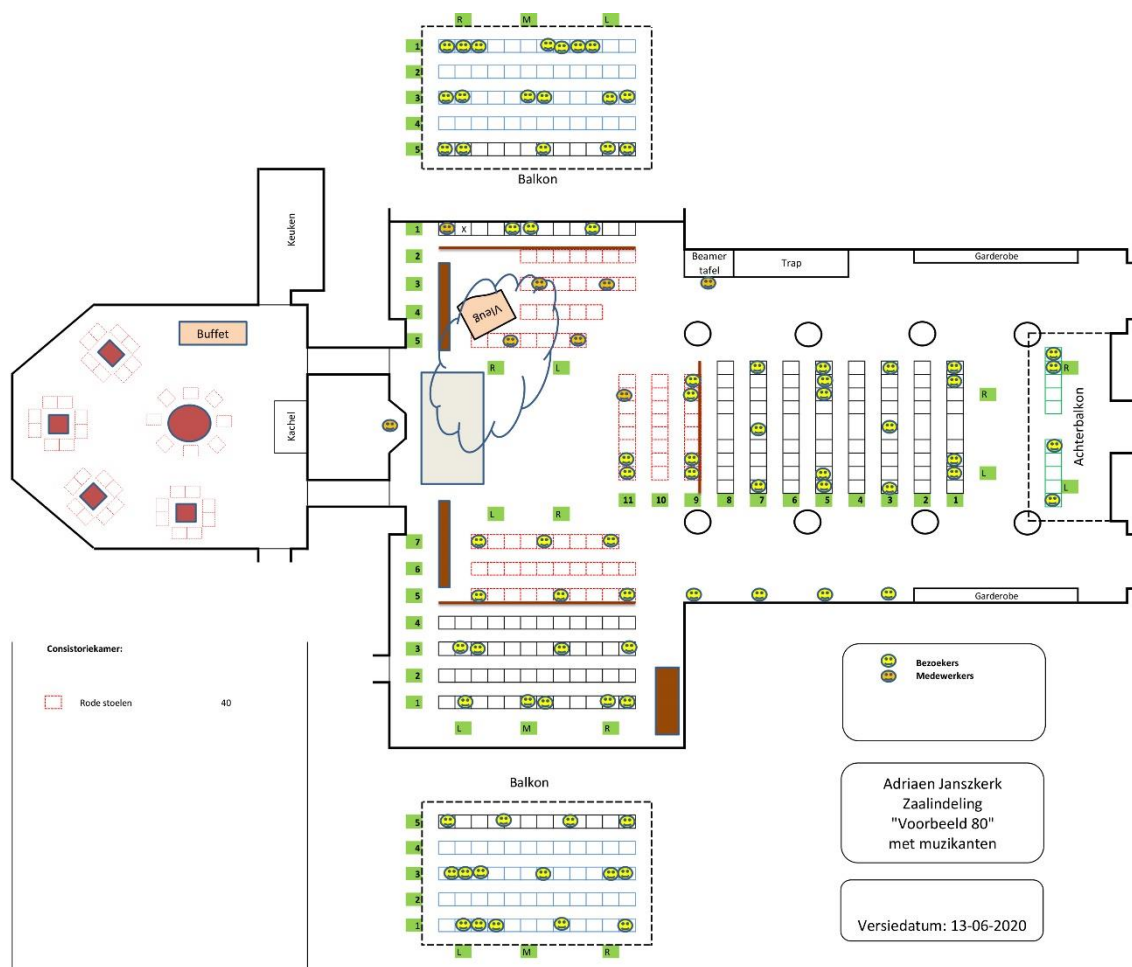 R M L
1
2
3
4
5
Balkon
Keuken
1 X
2
3
4
5
Vleug
R L
Beamer
tafel
Trap
Garderobe
Buffet
Kachel
R
L
11 10 9 8 7 6 5 4 3 2 1
Achterbalkon
R
L
L R
7
6
5
4
3
2
1
L M R
Garderobe
Consistoriekamer:
Rode stoelen 40
Bezoekers
Medewerkers
Balkon
5
4
3
2
1
L M R
Adriaen Janszkerk
Zaalindeling
"Voorbeeld 80"
met muzikanten
Versiedatum: 13-06-2020